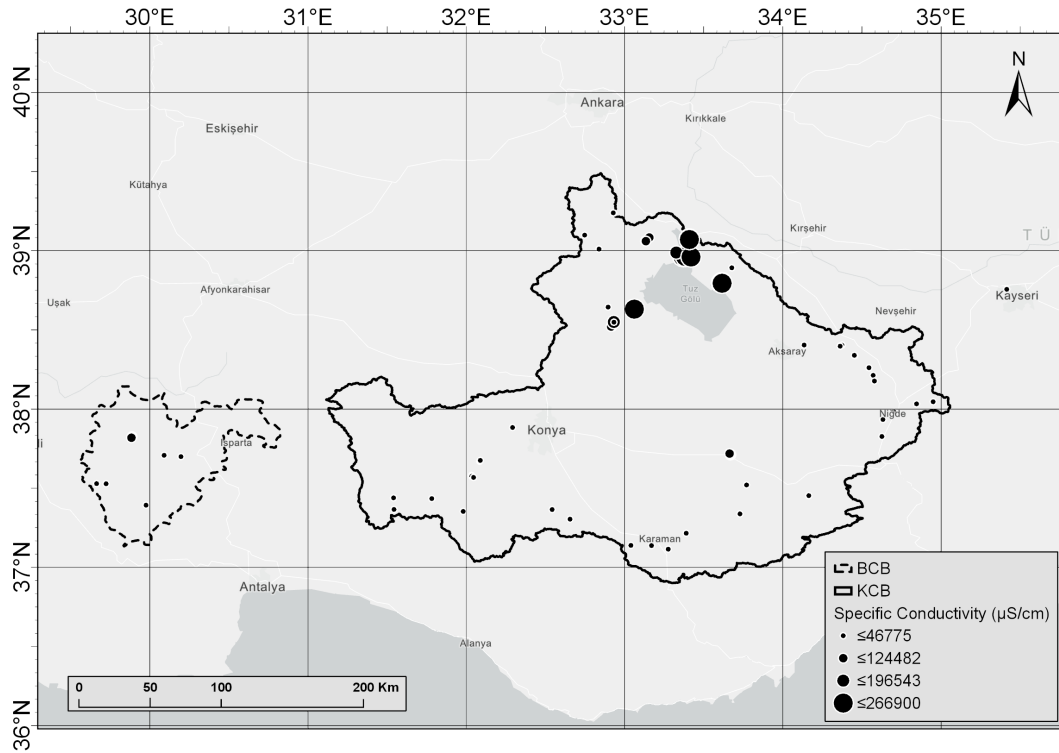 30°E 31°E 32°E 33°E 34°E 35°E
40°N
39°N
38°N
37°N
36°N
N
Ankara
Kırıkkale
Eskişehir
Kütahya
Kırşehir
T Ü
Afyonkarahisar
Uşak
Tuz
Gölü
Kayseri
Nevşehir
Aksaray
Niğde
Konya
Isparta
li
Karaman
Antalya
Alanya
BCB
KCB
Specific Conductivity (µS/cm)
≤46775
≤124482
≤196543
≤266900
0 50 100 200 Km